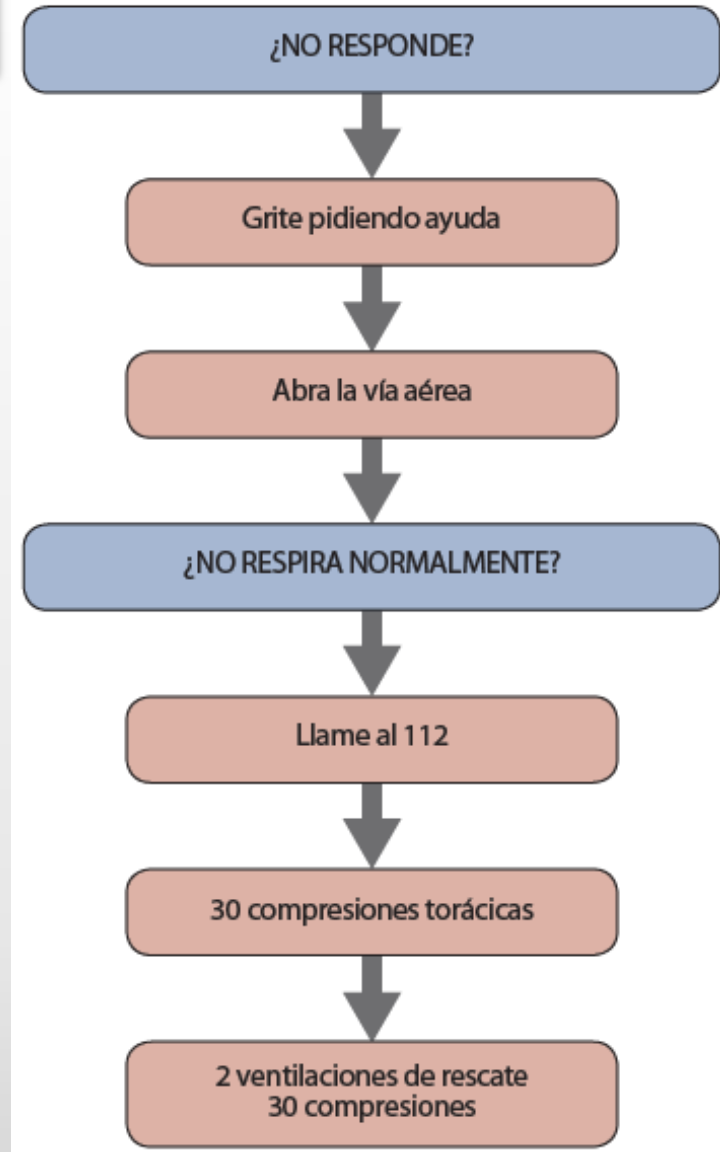 ¿NO RESPONDE?
Grite pidiendo ayuda
Abra la vía aérea
¿NO RESPIRA NORMALMENTE?
Llame al 112
30 compresiones torácicas
2 ventilaciones de rescate
30 compresiones